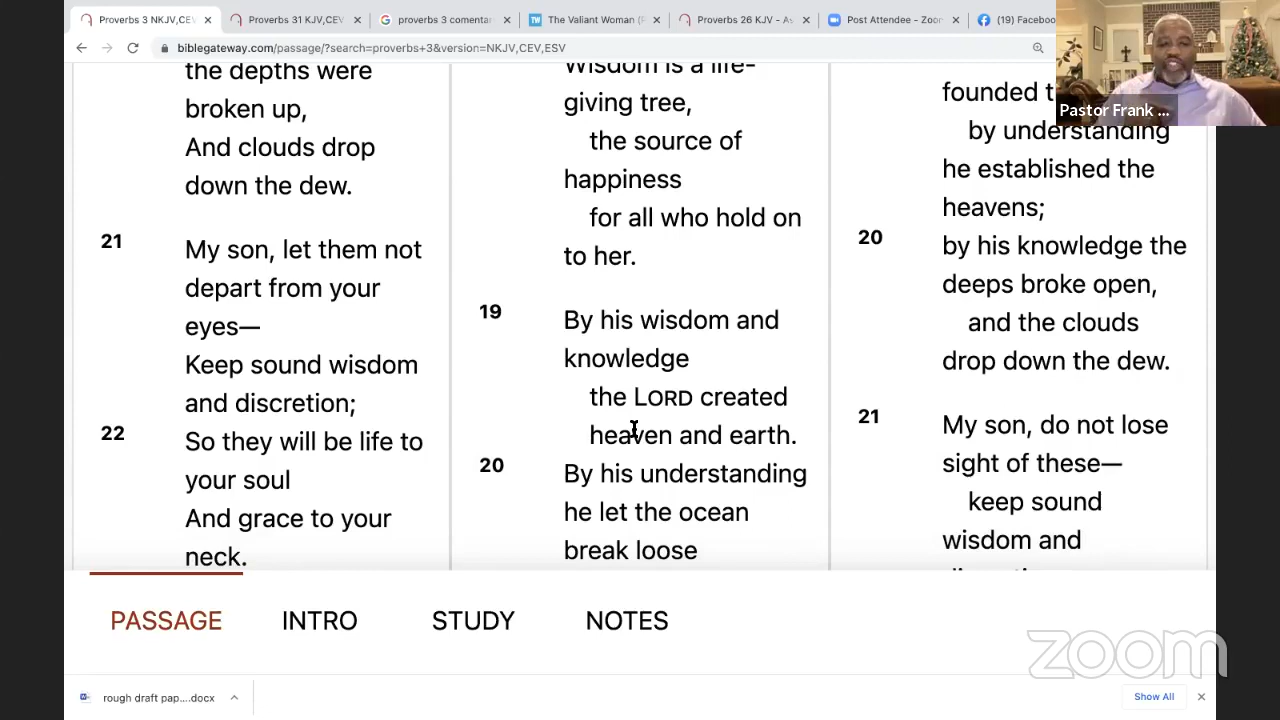 Proverbs 3 NKJV,CEV
Proverbs 31 KJV,CEV
proverbs 3 comentar
The Valiant Woman (P
Proverbs 26 KJV - As
Post Attendee - Zoo
(19) Facebo
biblegateway.com/passage/?search=proverbs+3&version=NKJV,CEV,ESV
Pastor Frank ...
the depths were
broken up,
And clouds drop
down the dew.
21 My son, let them not
depart from your
eyes—
Keep sound wisdom
and discretion;
22 So they will be life to
your soul
And grace to your
neck.
Wisdom is a life-
giving tree,
the source of
happiness
for all who hold on
to her.
19 By his wisdom and
knowledge
the LORD created
heaven and earth.
20 By his understanding
he let the ocean
break loose
founded t
by understanding
he established the
heavens;
20 by his knowledge the
deeps broke open,
and the clouds
drop down the dew.
21 My son, do not lose
sight of these—
keep sound
wisdom and
PASSAGE INTRO STUDY NOTES
zoom
rough draft pap....docx
Show All